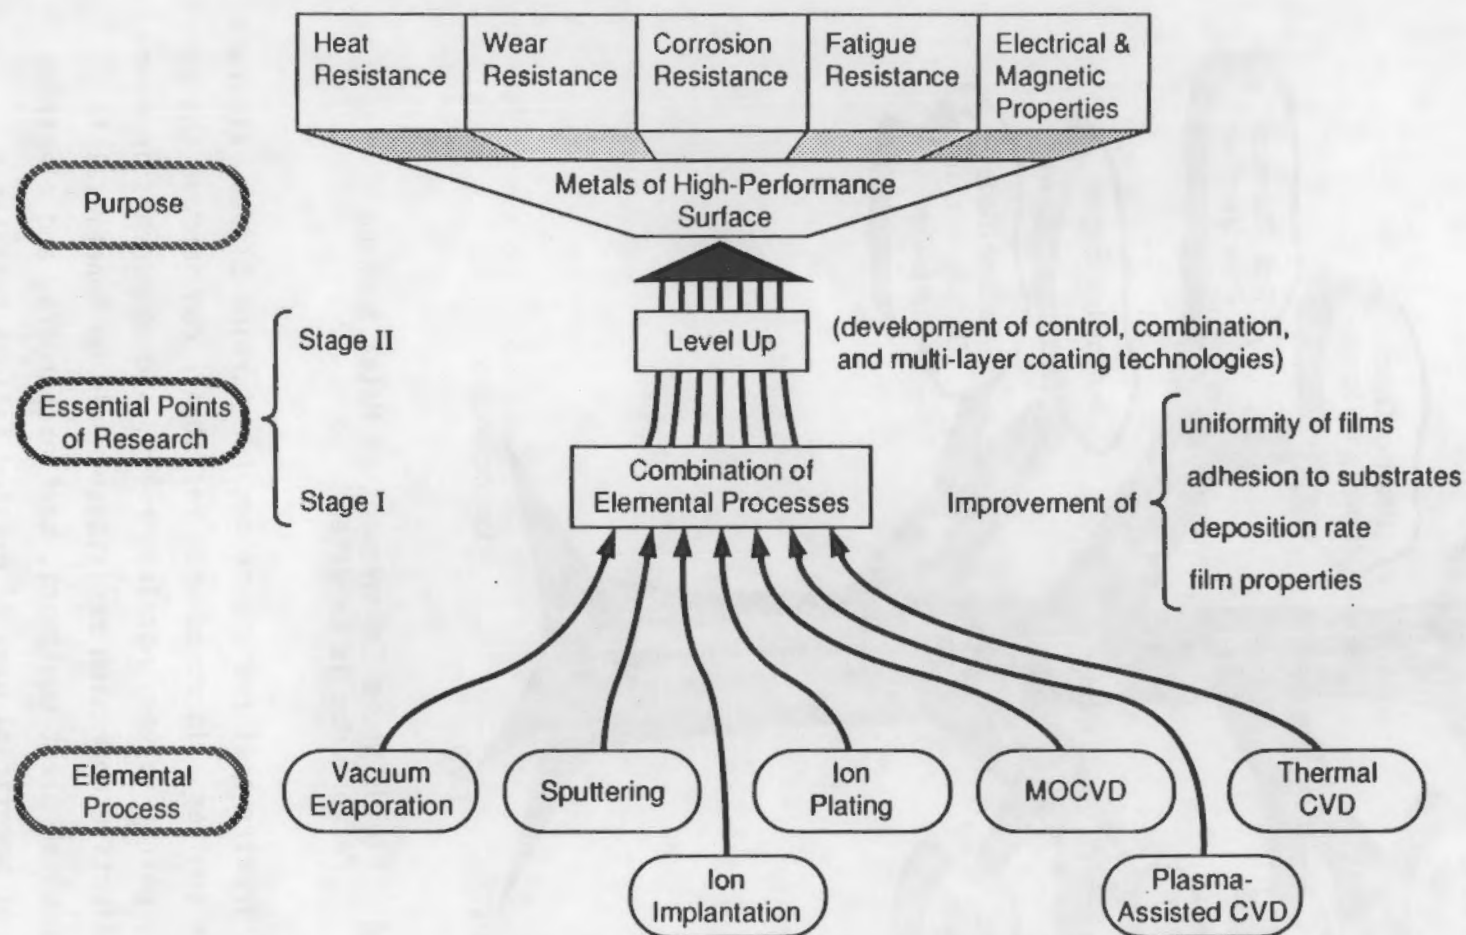 Heat
Resistance
Wear
Resistance
Corrosion
Resistance
Fatigue
Resistance
Electrical &
Magnetic
Properties
Purpose
Metals of High-Performance
Surface
Essential Points
of Research
Stage II
Level Up
(development of control, combination,
and multi-layer coating technologies)
Stage I
Combination of
Elemental Processes
Improvement of
uniformity of films
adhesion to substrates
deposition rate
film properties
Elemental
Process
Vacuum
Evaporation
Sputtering
Ion
Implantation
Ion
Plating
MOCVD
Plasma-
Assisted CVD
Thermal
CVD